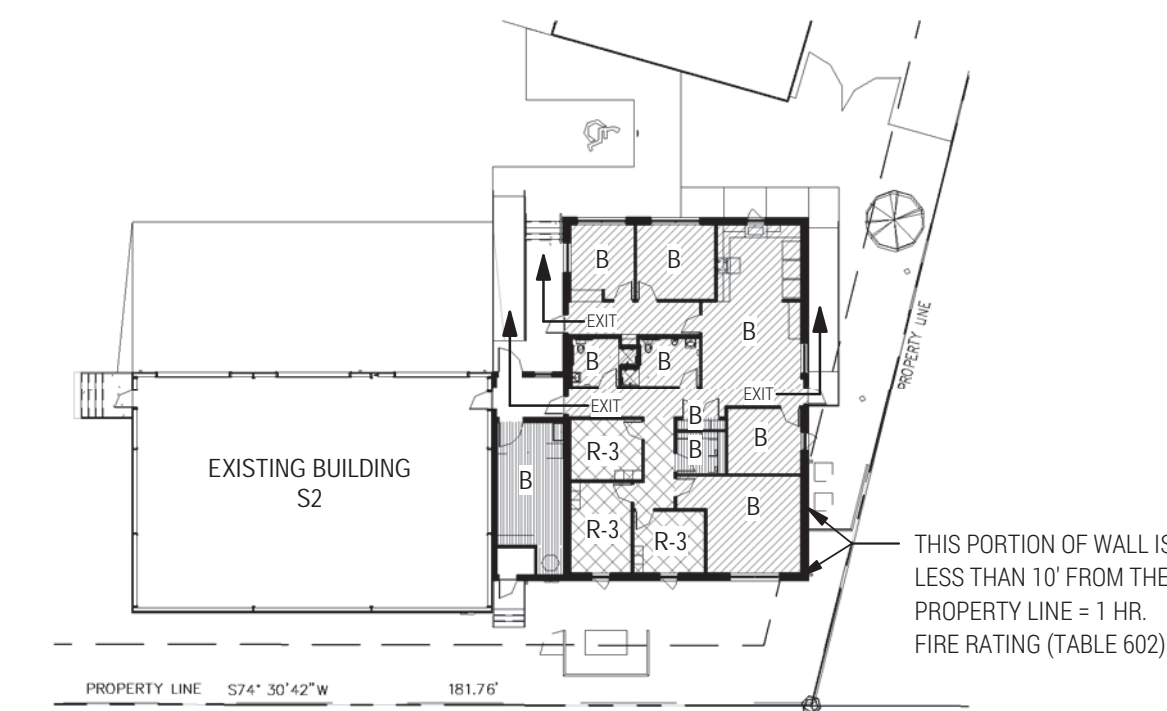 B
B
EXIT
B
PROPERTY LINE
B
B
EXIT
EXIT
B
B
R-3
B
EXISTING BUILDING
S2
B
B
R-3
R-3
THIS PORTION OF WALL IS
LESS THAN 10' FROM THE
PROPERTY LINE = 1 HR.
FIRE RATING (TABLE 602)
PROPERTY LINE S74° 30'42"W 181.76'